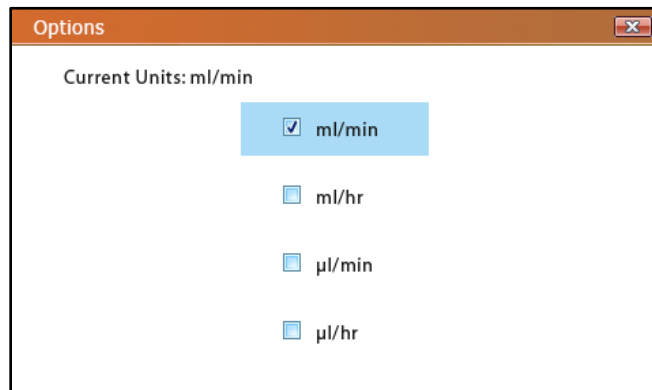 Options
Current Units: ml/min
ml/min
ml/hr
µl/min
µl/hr